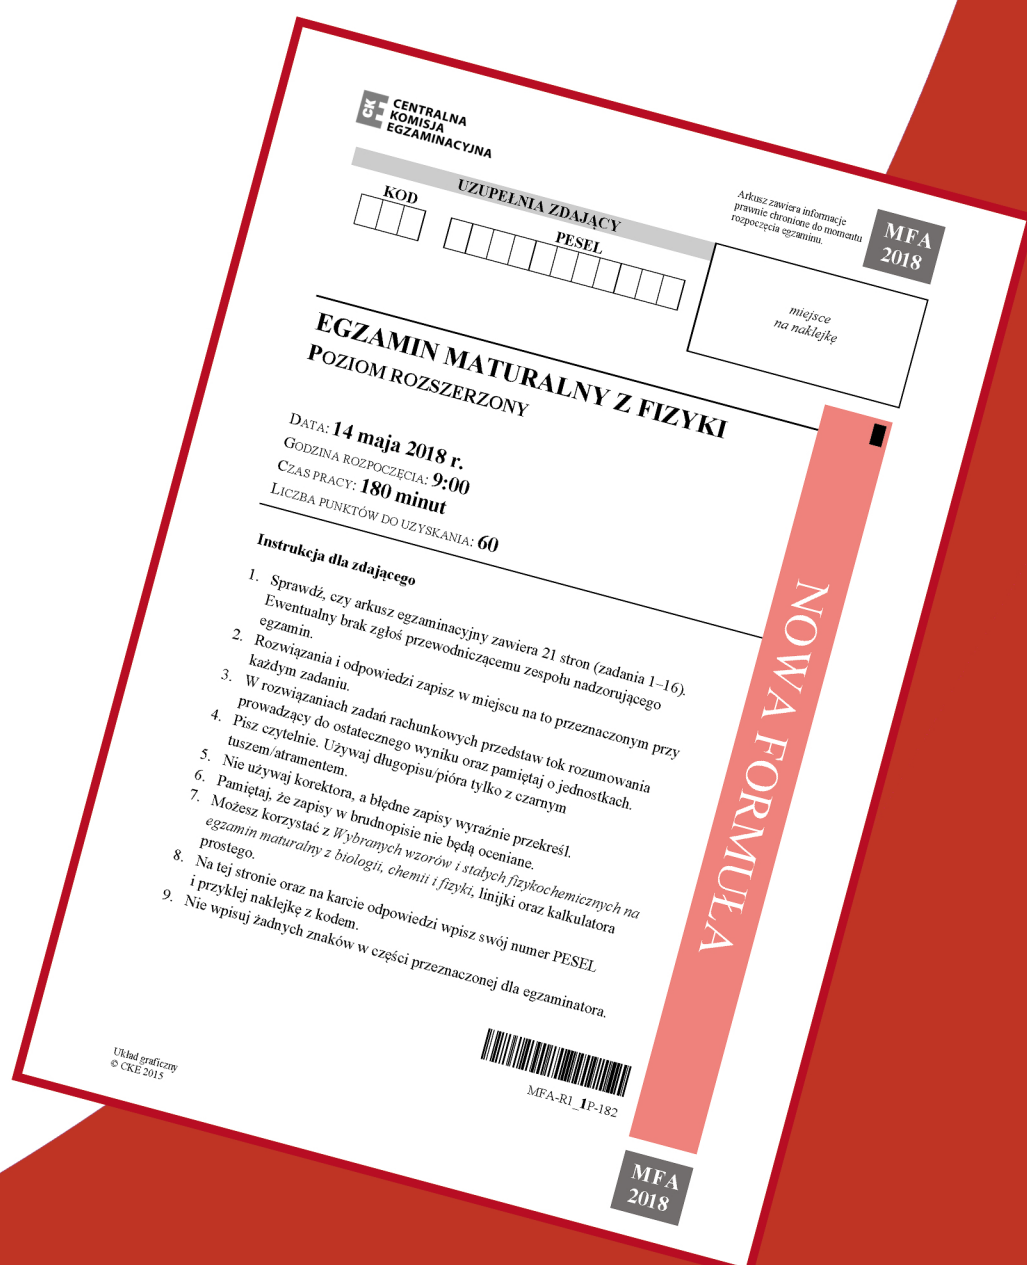 CK
CENTRALNA
KOMISJA
EGZAMINACYJNA
Arkusz zawiera informacje
prawnie chronione do momentu
rozpoczęcia egzaminu.
MFA
2018
UZUPEŁNIA ZDAJĄCY
KOD
PESEL
miejsce
na naklejkę
EGZAMIN MATURALNY Z FIZYKI
POZIOM ROZSZERZONY
DATA: 14 maja 2018 r.
GODZINA ROZPOCZĘCIA: 9:00
CZAS PRACY: 180 minut
LICZBA PUNKTÓW DO UZYSKANIA: 60
NOWA FORMUŁA
Instrukcja dla zdającego
1. Sprawdź, czy arkusz egzaminacyjny zawiera 21 stron (zadania 1–16).
Ewentualny brak zgłoś przewodniczącemu zespołu nadzorującego
egzamin.
2. Rozwiązania i odpowiedzi zapisz w miejscu na to przeznaczonym przy
każdym zadaniu.
3. W rozwiązaniach zadań rachunkowych przedstaw tok rozumowania
prowadzący do ostatecznego wyniku oraz pamiętaj o jednostkach.
4. Pisz czytelnie. Używaj długopisu/pióra tylko z czarnym
tuszem/atramentem.
5. Nie używaj korektora, a błędne zapisy wyraźnie przekreśl.
6. Pamiętaj, że zapisy w brudnopisie nie będą oceniane.
7. Możesz korzystać z Wybranych wzorów i stałych fizykochemicznych na
egzamin maturalny z biologii, chemii i fizyki, linijki oraz kalkulatora
prostego.
8. Na tej stronie oraz na karcie odpowiedzi wpisz swój numer PESEL
i przyklej naklejkę z kodem.
9. Nie wpisuj żadnych znaków w części przeznaczonej dla egzaminatora.
Układ graficzny
© CKE 2015
MFA-R1_1P-182
MFA
2018